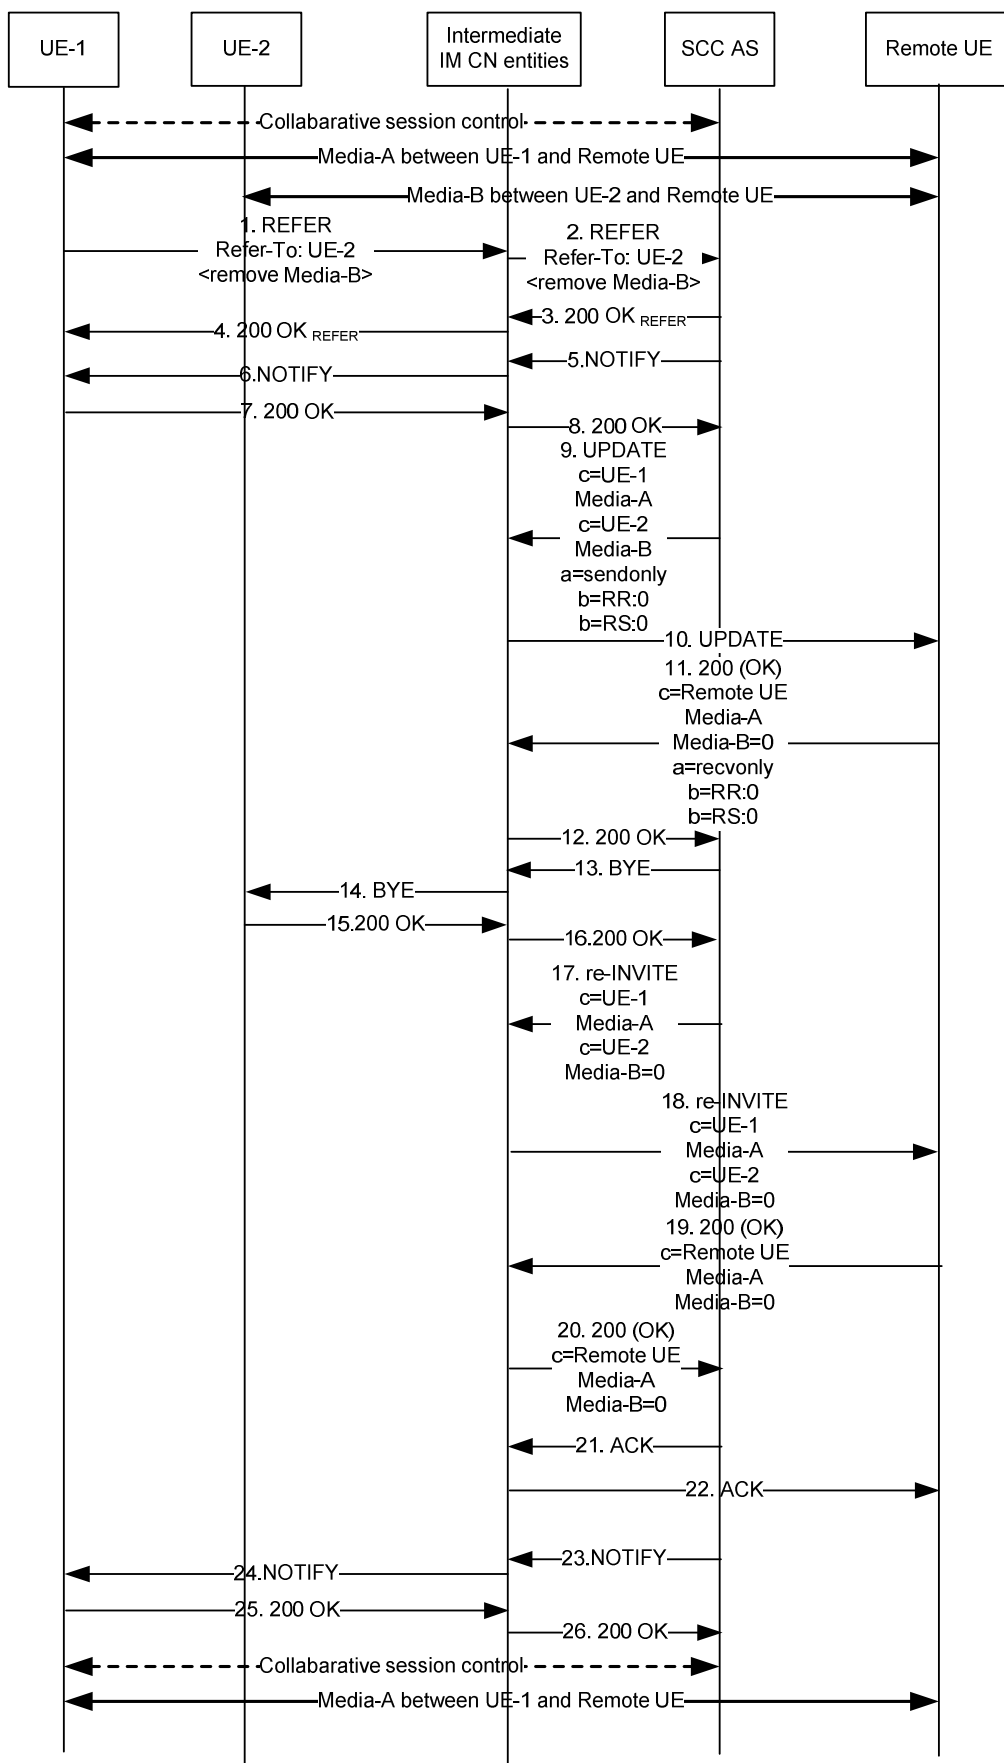 UE-1
UE-2
Intermediate
IM CN entities
SCC AS
Remote UE
Collabarative session control
Media-A between UE-1 and Remote UE
Media-B between UE-2 and Remote UE
1. REFER
Refer-To: UE-2
<remove Media-B>
2. REFER
Refer-To: UE-2
<remove Media-B>
3. 200 OK REFER
4. 200 OK REFER
5.NOTIFY
6.NOTIFY
7. 200 OK
8. 200 OK
9. UPDATE
c=UE-1
Media-A
c=UE-2
Media-B
a=sendonly
b=RR:0
b=RS:0
10. UPDATE
11. 200 (OK)
c=Remote UE
Media-A
Media-B=0
a=recvonly
b=RR:0
b=RS:0
12. 200 OK
13. BYE
14. BYE
15.200 OK
16.200 OK
17. re-INVITE
c=UE-1
Media-A
c=UE-2
Media-B=0
18. re-INVITE
c=UE-1
Media-A
c=UE-2
Media-B=0
19. 200 (OK)
c=Remote UE
Media-A
Media-B=0
20. 200 (OK)
c=Remote UE
Media-A
Media-B=0
21. ACK
22. ACK
23.NOTIFY
24.NOTIFY
25. 200 OK
26. 200 OK
Collabarative session control
Media-A between UE-1 and Remote UE